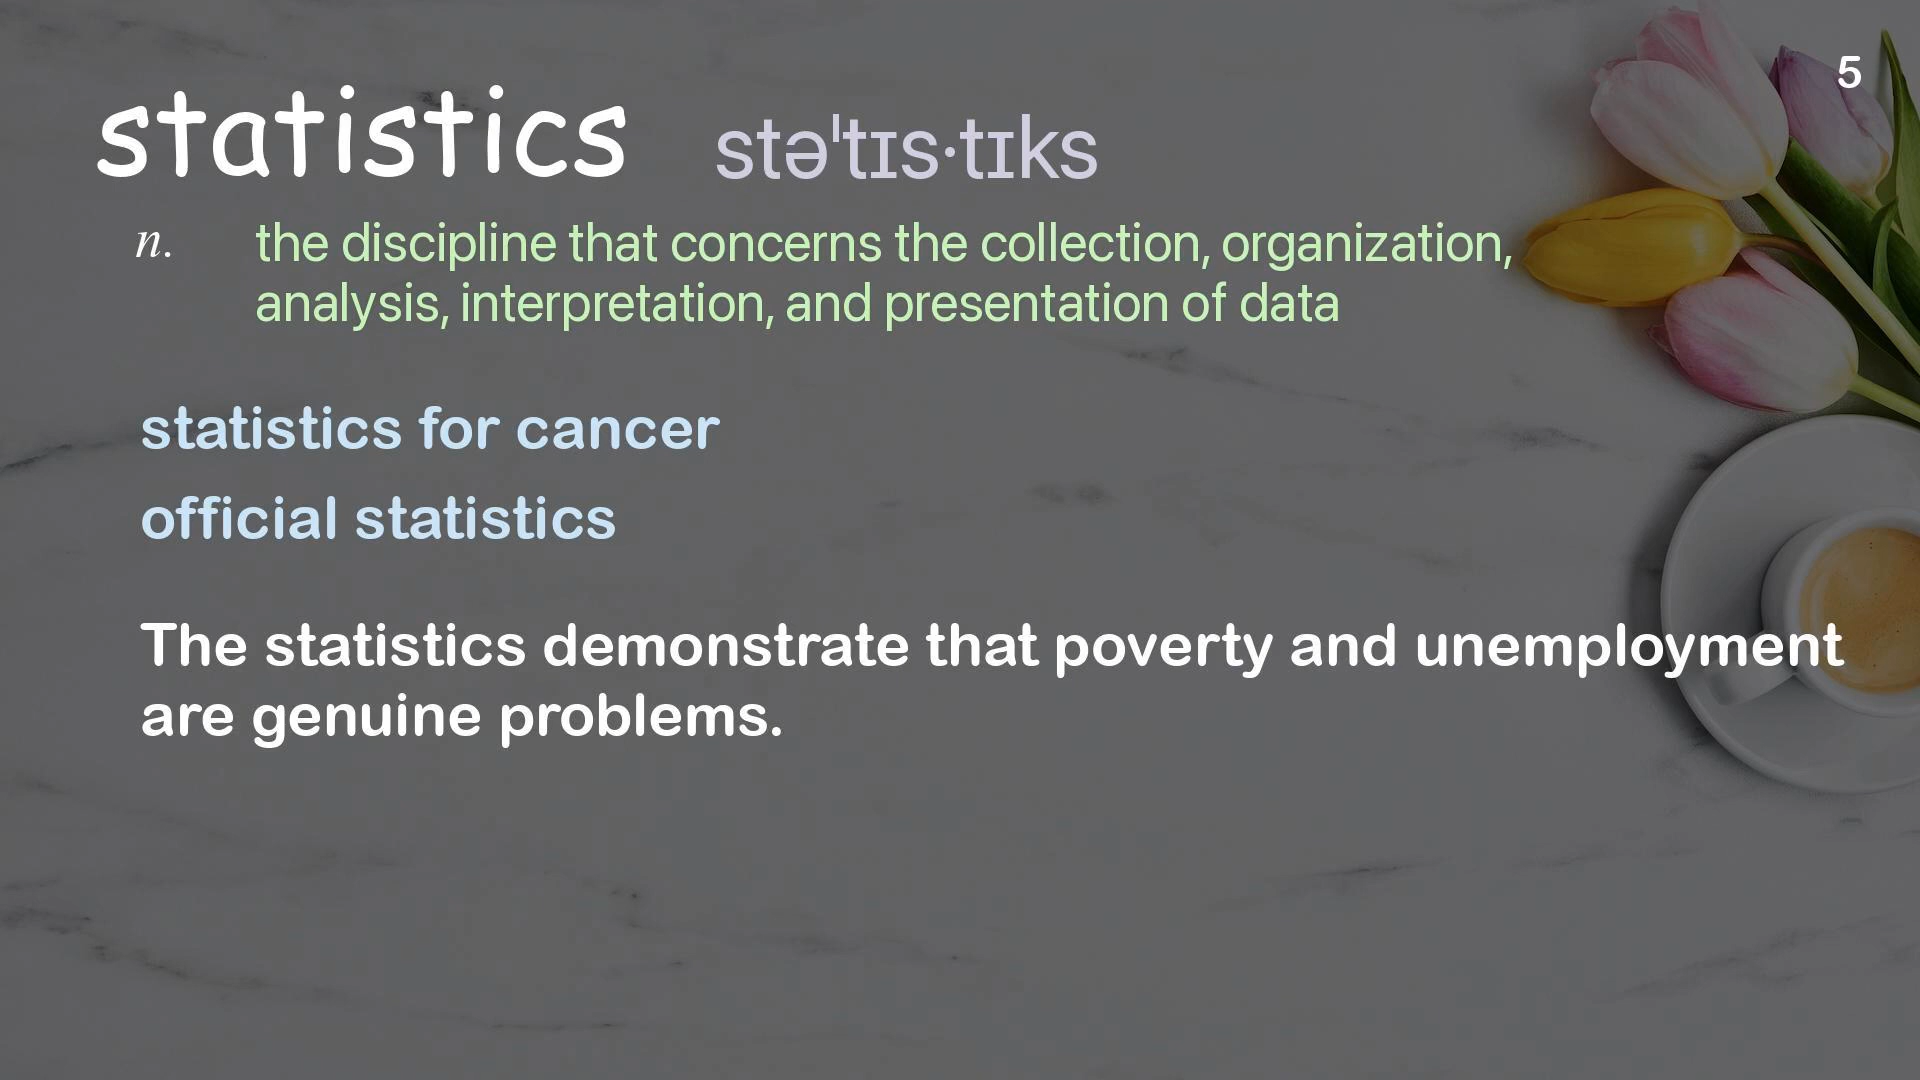 5
statistics stəˈtɪs·tɪks
n. the discipline that concerns the collection, organization,
analysis, interpretation, and presentation of data
statistics for cancer
official statistics
The statistics demonstrate that poverty and unemployment
are genuine problems.